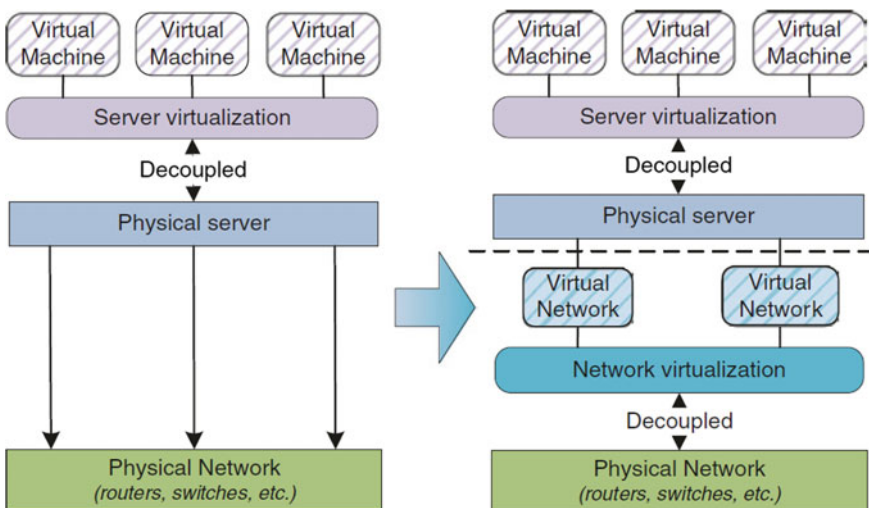 Virtual
Machine
Virtual
Machine
Virtual
Machine
Server virtualization
Decoupled
Physical server
Physical Network
(routers, switches, etc.)
Virtual
Machine
Virtual
Machine
Virtual
Machine
Server virtualization
Decoupled
Physical server
Virtual
Network
Virtual
Network
Network virtualization
Decoupled
Physical Network
(routers, switches, etc.)